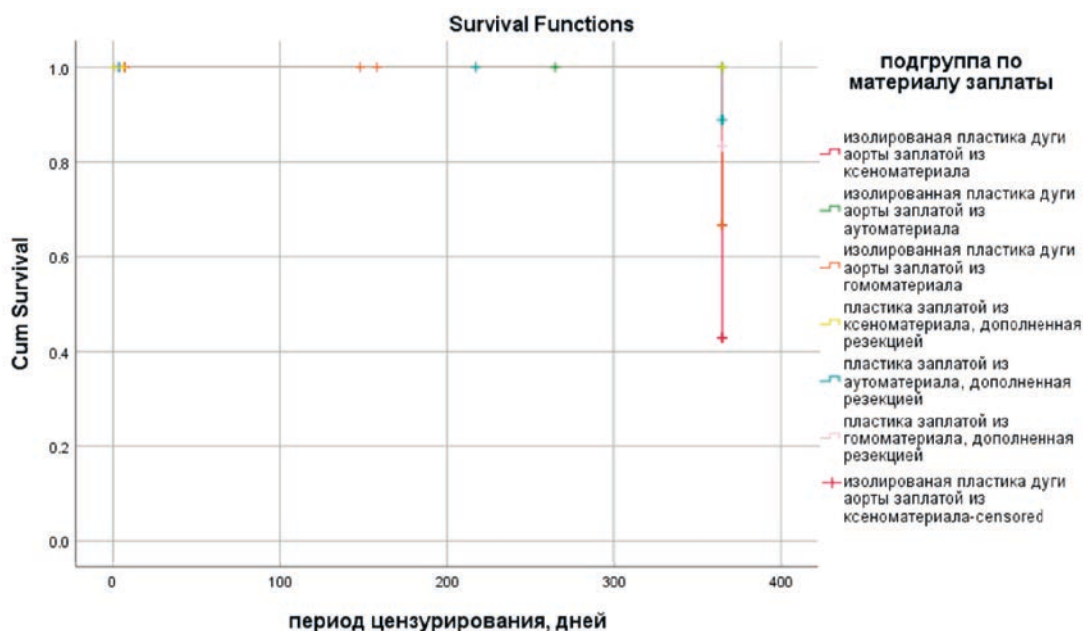 Survival Functions
Cum Survival
1.0
0.8
0.6
0.4
0.2
0.0
0
100
200
300
400
период цензурирования, дней
подгруппа по
материалу заплаты
изолированая пластика дуги
аорты заплатой из
ксеноматериала
изолированная пластика дуги
аорты заплатой из
аутоматериала
изолированная пластика дуги
аорты заплатой из
гомоматериала
пластика заплатой из
ксеноматериала, дополненная
резекцией
пластика заплатой из
аутоматериала, дополненная
резекцией
пластика заплатой из
гомоматериала, дополненная
резекцией
изолированая пластика дуги
аорты заплатой из
ксеноматериала-censored